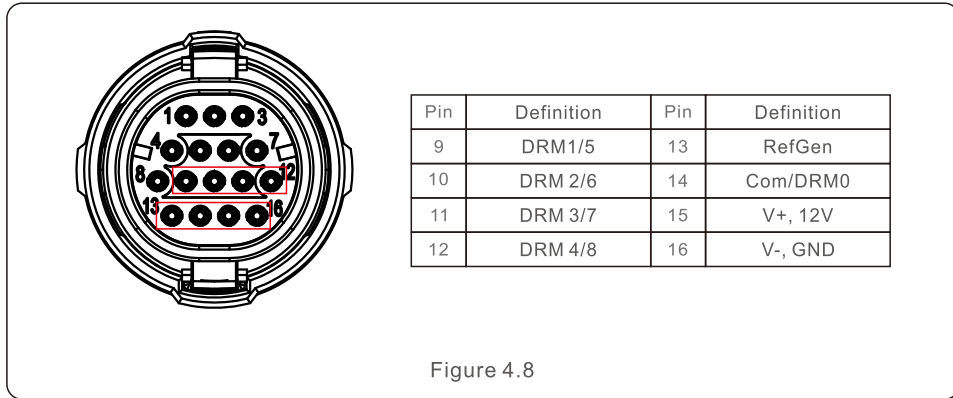 1 3
4 7
8 12
13 16
Pin Definition Pin Definition
9 DRM1/5 13 RefGen
10 DRM 2/6 14 Com/DRM0
11 DRM 3/7 15 V+, 12V
12 DRM 4/8 16 V-, GND
Figure 4.8